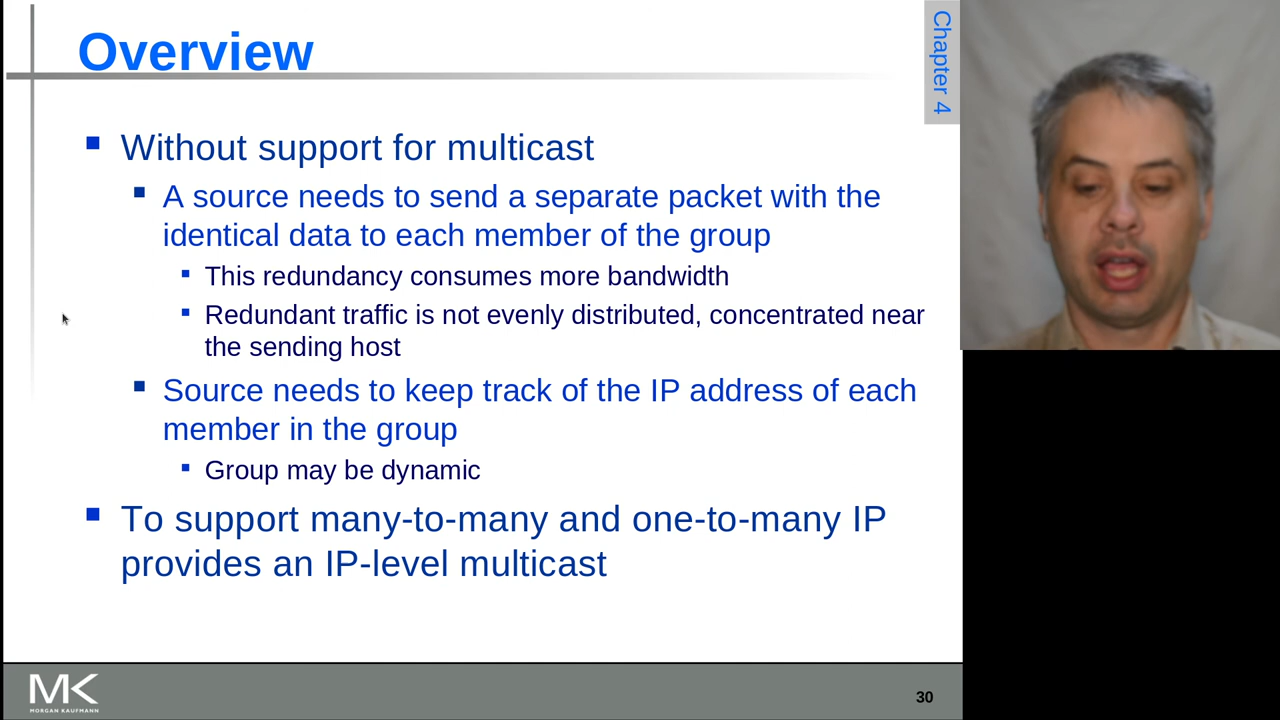 Overview
Chapter 4
Without support for multicast
A source needs to send a separate packet with the
identical data to each member of the group
This redundancy consumes more bandwidth
Redundant traffic is not evenly distributed, concentrated near
the sending host
Source needs to keep track of the IP address of each
member in the group
Group may be dynamic
To support many-to-many and one-to-many IP
provides an IP-level multicast
MK
MORGAN KAUFMANN
30